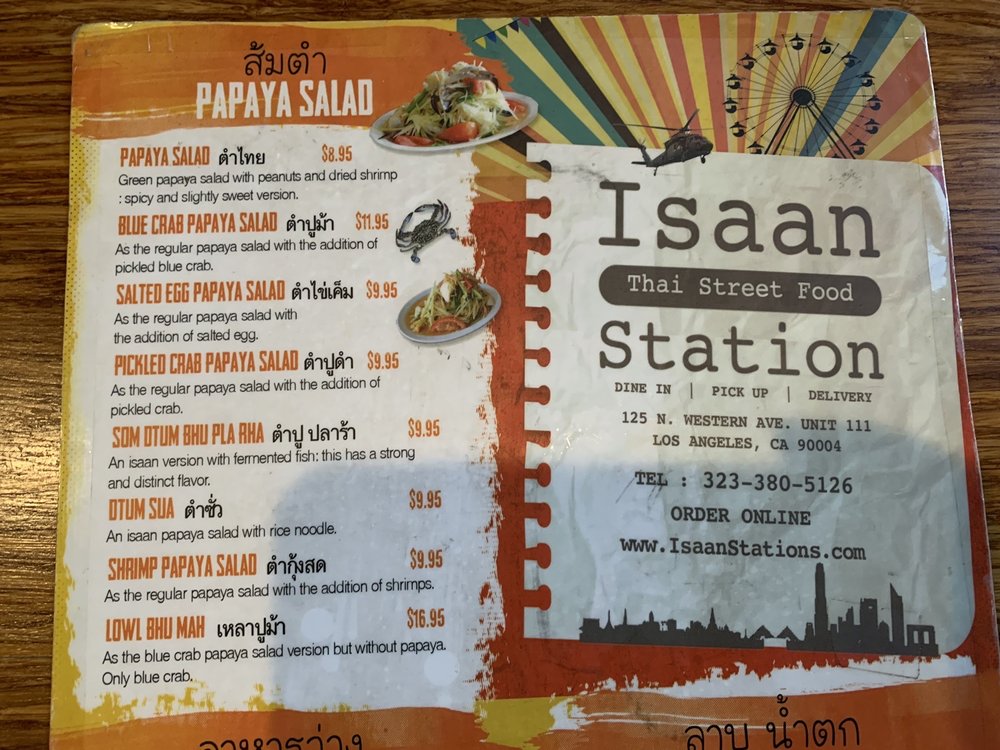 ส้มตำ
PAPAYA SALAD
PAPAYA SALAD ตำไทย $8.95
Green papaya salad with peanuts and dried shrimp
: spicy and slightly sweet version.
BLUE CRAB PAPAYA SALAD ตำปูม้า $11.95
As the regular papaya salad with the addition of
pickled blue crab.
SALTED EGG PAPAYA SALAD ตำไข่เค็ม $9.95
As the regular papaya salad with
the addition of salted egg.
PICKLED CRAB PAPAYA SALAD ตำปูดำ $9.95
As the regular papaya salad with the addition of
pickled crab.
SOM DTUM BHU PLA RHA ตำปู ปลาร้า $9.95
An isaan version with fermented fish: this has a strong
and distinct flavor.
DTUM SUA ตำซั่ว $9.95
An isaan papaya salad with rice noodle.
SHRIMP PAPAYA SALAD ตำกุ้งสด $9.95
As the regular papaya salad with the addition of shrimps.
LOWL BHU MAH เหลาปูม้า $16.95
As the blue crab papaya salad version but without papaya.
Only blue crab.
อาหารว่าง
Isaan
Thai Street Food
Station
DINE IN | PICK UP | DELIVERY
125 N. WESTERN AVE. UNIT 111
LOS ANGELES, CA 90004
TEL : 323-380-5126
ORDER ONLINE
www.IsaanStations.com
ลาบ น้ำตก